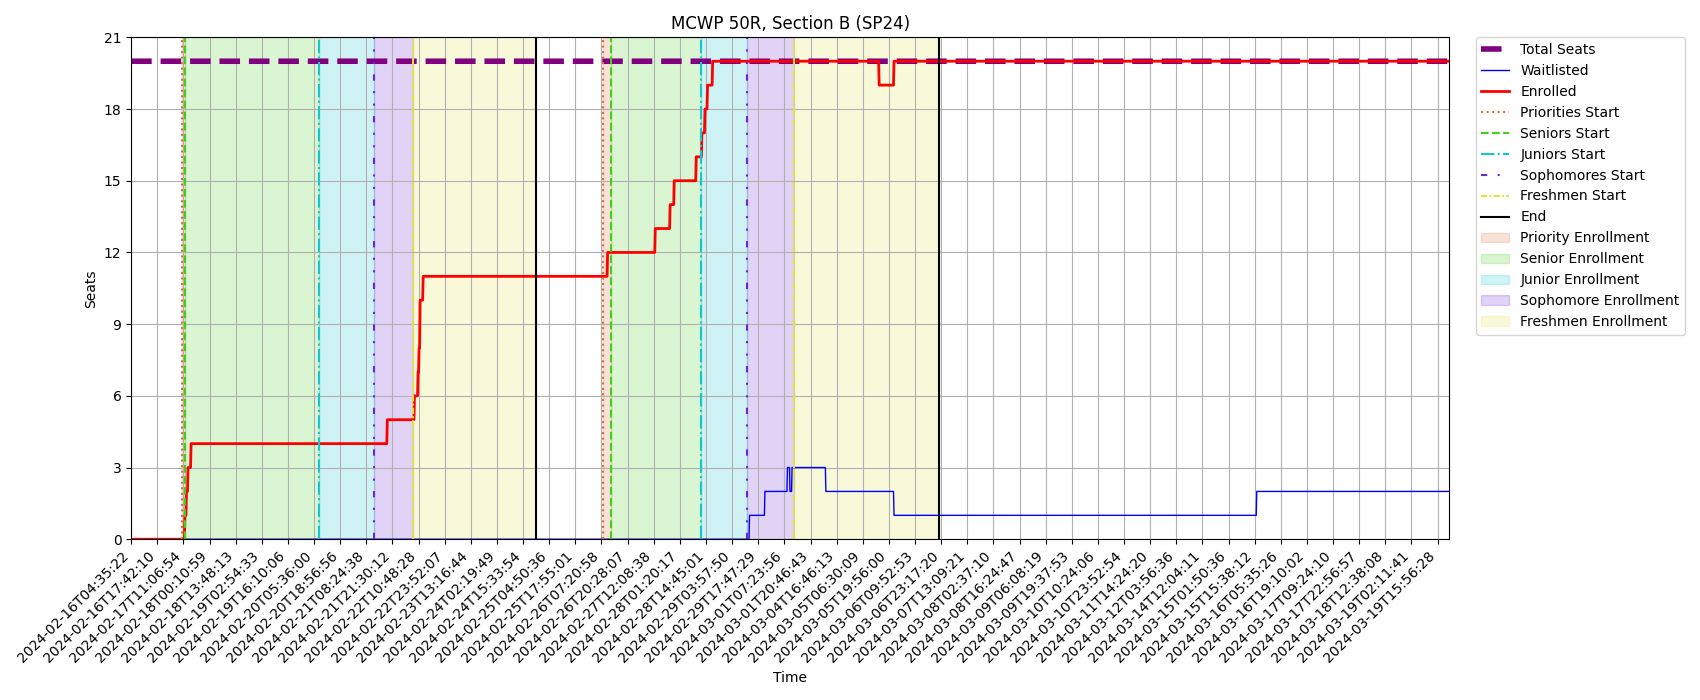 MCWP 50R, Section B (SP24)
Seats
21
18
15
12
9
6
3
0
2024-02-16T04:35:22
2024-02-16T17:42:10
2024-02-17T11:06:54
2024-02-18T00:10:59
2024-02-18T13:48:13
2024-02-19T02:54:33
2024-02-19T16:10:06
2024-02-20T05:36:00
2024-02-20T18:56:56
2024-02-21T08:24:38
2024-02-21T21:30:12
2024-02-22T10:48:28
2024-02-22T23:52:07
2024-02-23T13:16:44
2024-02-24T02:19:49
2024-02-24T15:33:54
2024-02-25T04:50:36
2024-02-25T17:55:01
2024-02-26T07:20:58
2024-02-26T20:28:07
2024-02-27T12:08:38
2024-02-28T01:20:17
2024-02-28T14:45:01
2024-02-29T03:57:50
2024-02-29T17:47:29
2024-03-01T07:23:56
2024-03-01T20:46:43
2024-03-04T16:46:13
2024-03-05T06:30:09
2024-03-05T19:56:00
2024-03-06T09:52:53
2024-03-06T23:17:20
2024-03-07T13:09:21
2024-03-08T02:37:10
2024-03-08T16:24:47
2024-03-09T06:08:19
2024-03-09T19:37:53
2024-03-10T10:24:06
2024-03-10T23:52:54
2024-03-11T14:24:20
2024-03-12T03:56:36
2024-03-14T12:04:11
2024-03-15T01:50:36
2024-03-15T15:38:12
2024-03-16T05:35:26
2024-03-16T19:10:02
2024-03-17T09:24:10
2024-03-17T22:56:57
2024-03-18T12:38:08
2024-03-19T02:11:41
2024-03-19T15:56:28
Time
Total Seats
Waitlisted
Enrolled
Priorities Start
Seniors Start
Juniors Start
Sophomores Start
Freshmen Start
End
Priority Enrollment
Senior Enrollment
Junior Enrollment
Sophomore Enrollment
Freshmen Enrollment